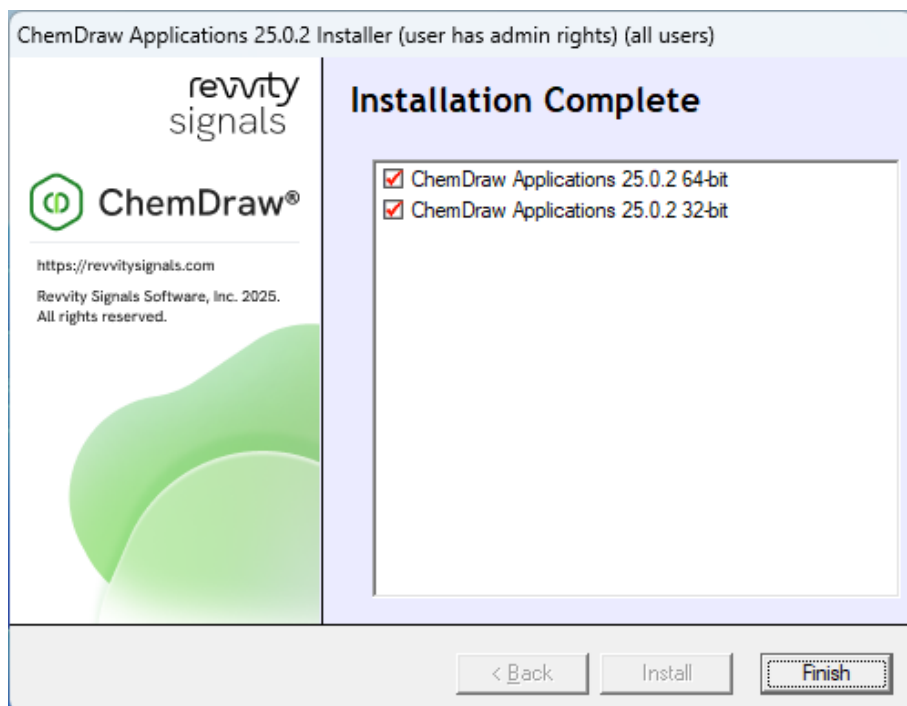 ChemDraw Applications 25.0.2 Installer (user has admin rights) (all users)
revvity
signals
ChemDraw®
https://revvitysignals.com
Revvity Signals Software, Inc. 2025.
All rights reserved.
Installation Complete
ChemDraw Applications 25.0.2 64-bit
ChemDraw Applications 25.0.2 32-bit
< Back
Install
Finish